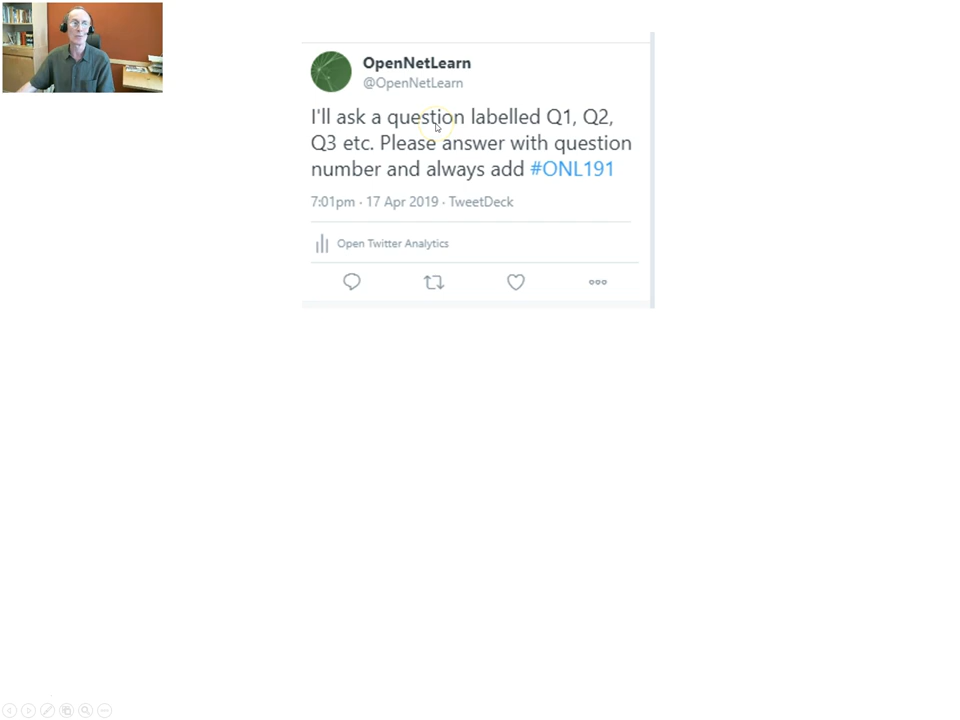 OpenNetLearn
@OpenNetLearn
I'll ask a question labelled Q1, Q2,
Q3 etc. Please answer with question
number and always add #ONL191
7:01pm · 17 Apr 2019 · TweetDeck
Open Twitter Analytics